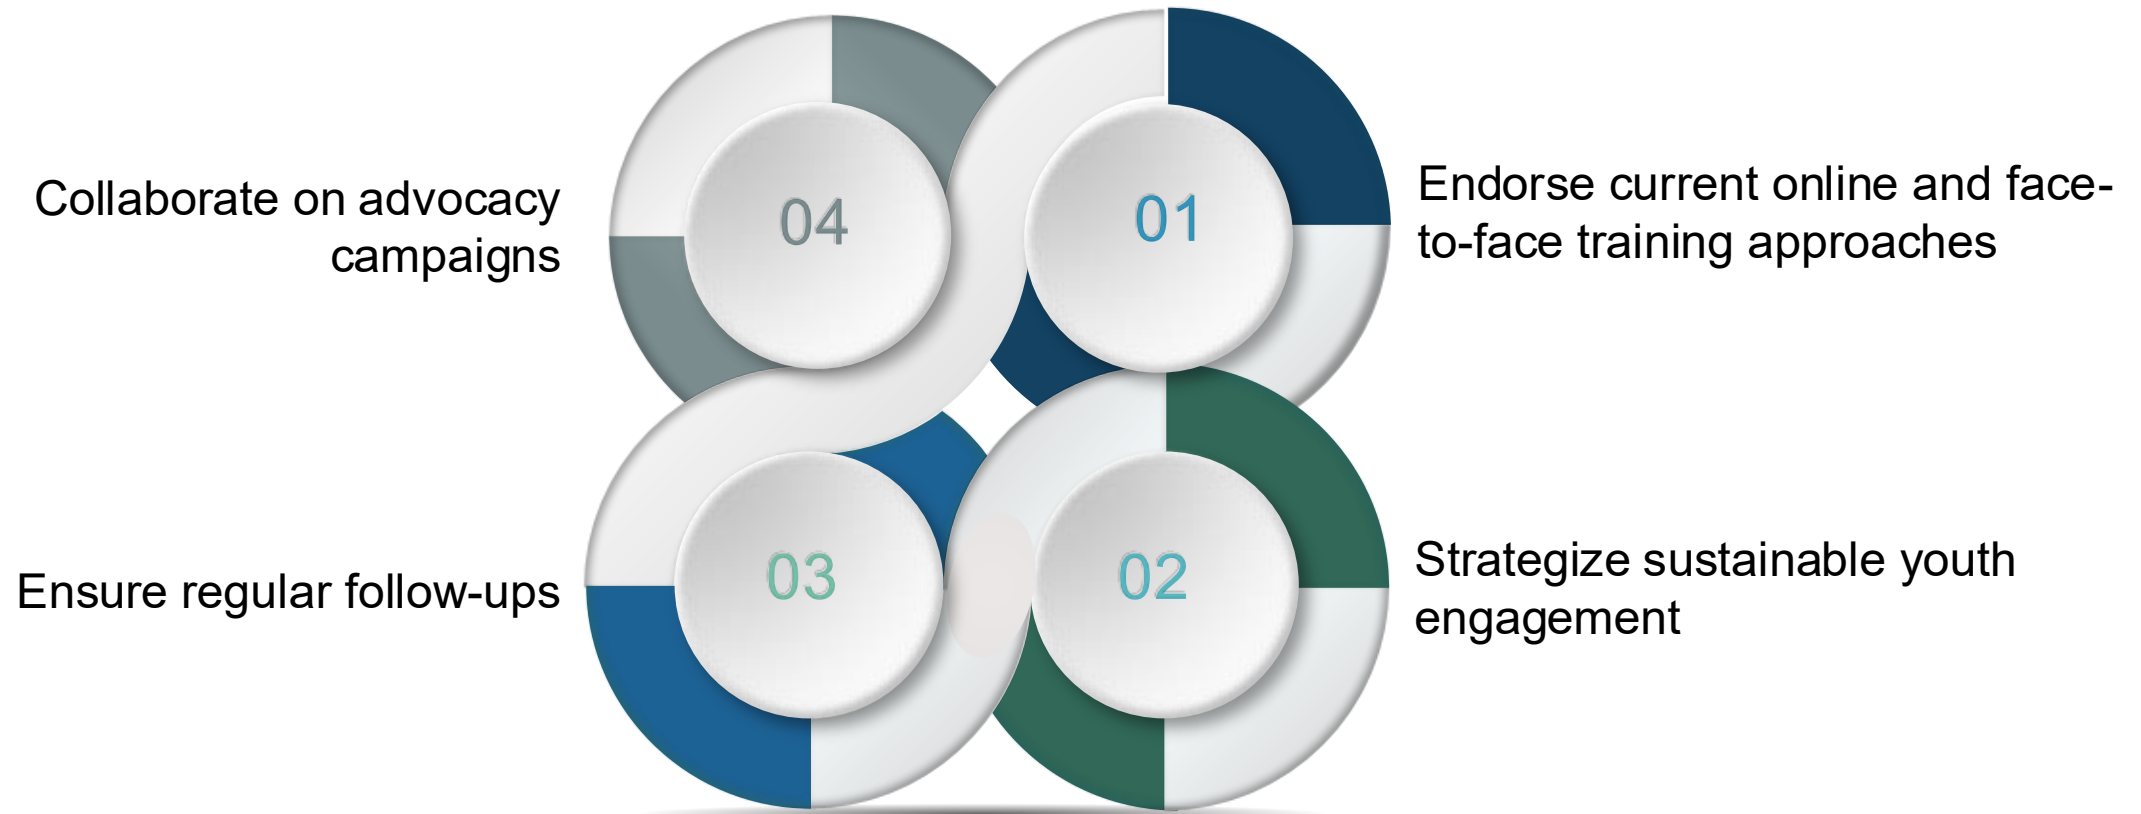 01
Endorse current online and face-
to-face training approaches
02
Strategize sustainable youth
engagement
03
Ensure regular follow-ups
04
Collaborate on advocacy
campaigns